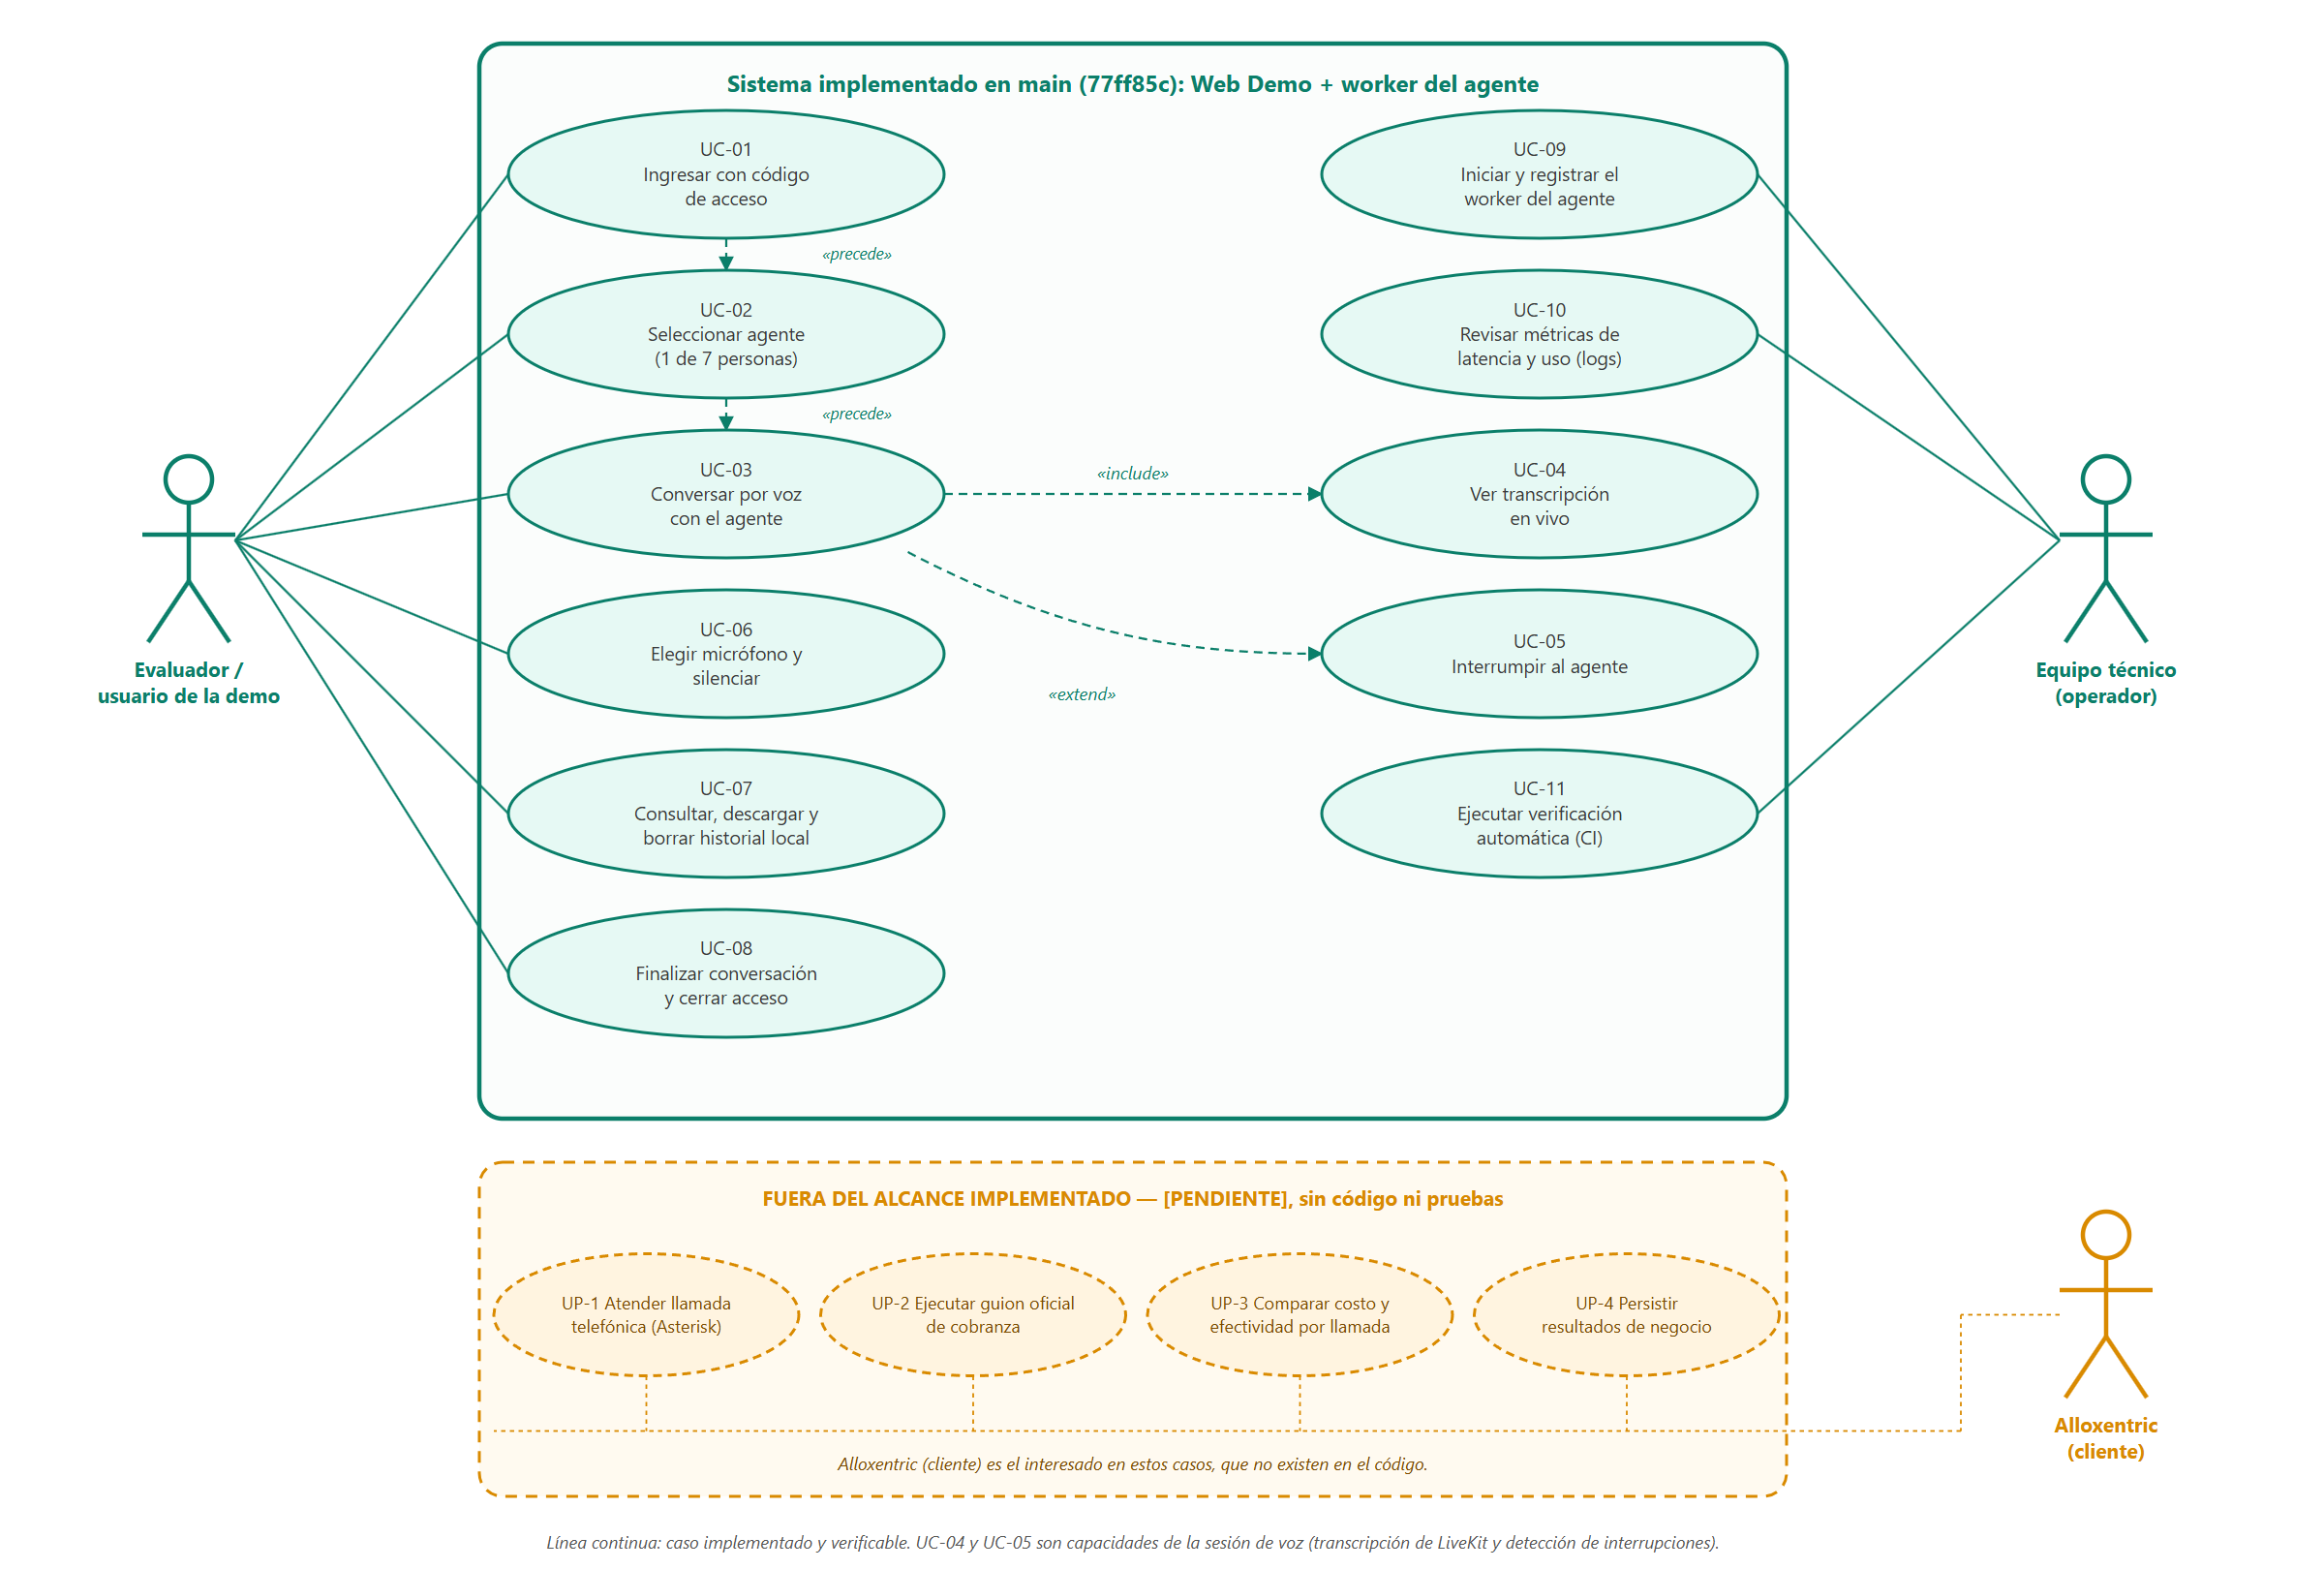 Sistema implementado en main (77ff85c): Web Demo + worker del agente
UC-01
Ingresar con código
de acceso
«precede»
UC-02
Seleccionar agente
(1 de 7 personas)
«precede»
UC-03
Conversar por voz
con el agente
«include»
UC-06
Elegir micrófono y
silenciar
«extend»
UC-07
Consultar, descargar y
borrar historial local
UC-08
Finalizar conversación
y cerrar acceso
UC-09
Iniciar y registrar el
worker del agente
UC-10
Revisar métricas de
latencia y uso (logs)
UC-04
Ver transcripción
en vivo
UC-05
Interrumpir al agente
UC-11
Ejecutar verificación
automática (CI)
Evaluador /
usuario de la demo
Equipo técnico
(operador)
FUERA DEL ALCANCE IMPLEMENTADO — [PENDIENTE], sin código ni pruebas
UP-1 Atender llamada
telefónica (Asterisk)
UP-2 Ejecutar guion oficial
de cobranza
UP-3 Comparar costo y
efectividad por llamada
UP-4 Persistir
resultados de negocio
Alloxentric
(cliente)
Alloxentric (cliente) es el interesado en estos casos, que no existen en el código.
Línea continua: caso implementado y verificable. UC-04 y UC-05 son capacidades de la sesión de voz (transcripción de LiveKit y detección de interrupciones).